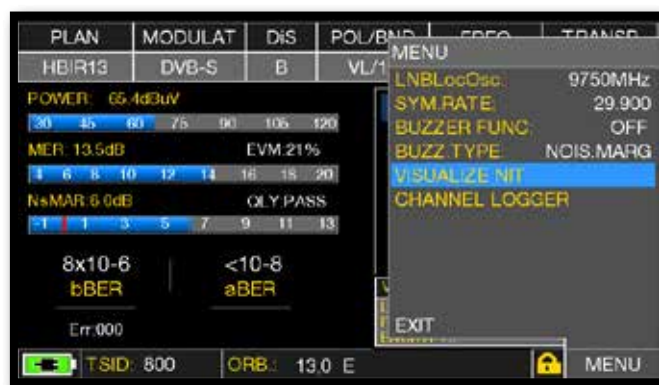 PLAN MODULAT DiS POL/BND FREQ TRANSP
HBIR13 DVB-S B VL/1
MENU
LNBLocOsc: 9750MHz
SYM.RATE: 29.900
BUZZER FUNC: OFF
BUZZ.TYPE: NOIS.MARG
VISUALIZE NIT
CHANNEL LOGGER
EXIT
POWER: 65.4dBuV
30 45 60 75 90 105 120
MER: 13.5dB EVM:21%
4 6 8 10 12 14 16 18 20
NsMAR:6.0dB QLY:PASS
-1 1 3 5 7 9 11 13
8x10-6 <10-8
bBER aBER
Err:000
TSID: 800 ORB.: 13.0 E MENU